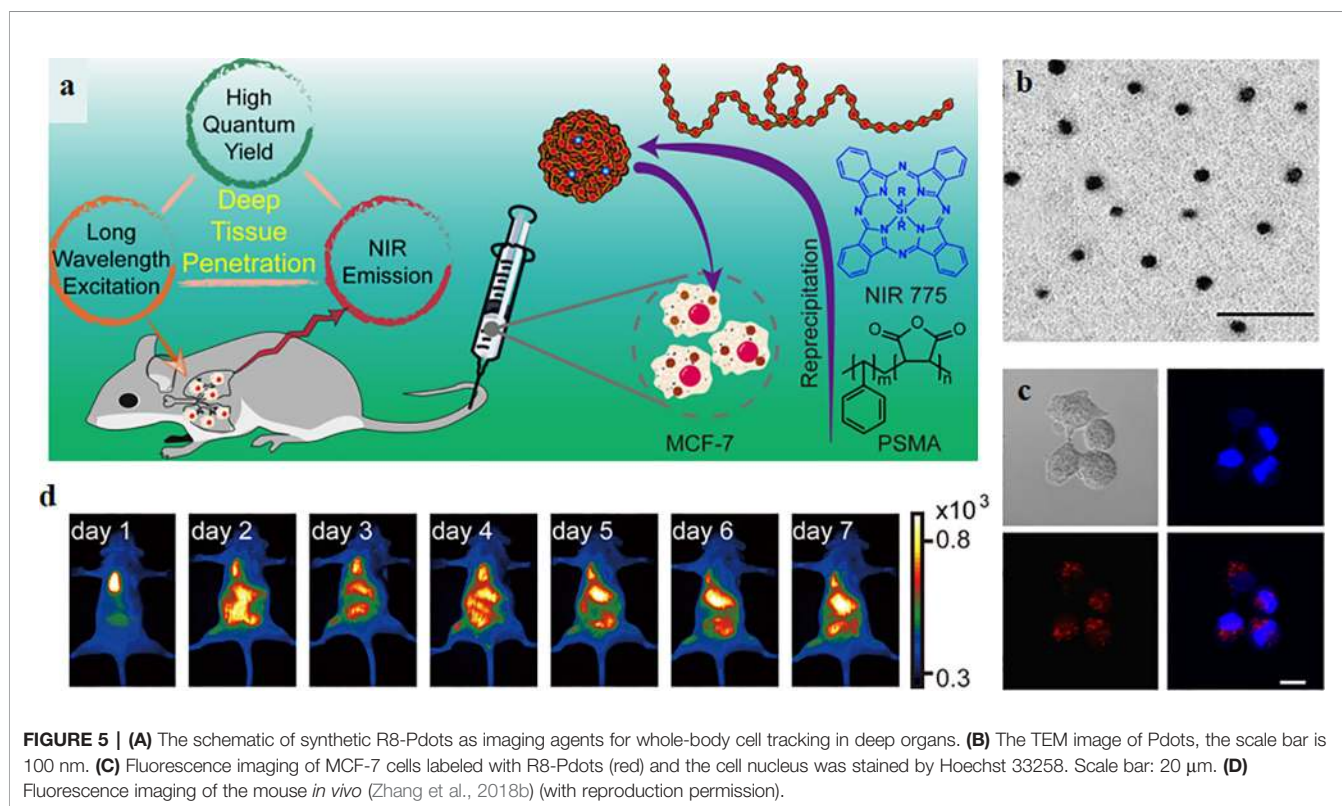 a
High
Quantum
Yield
Deep
Tissue
Penetration
Long
Wavelength
Excitation
NIR
Emission
MCF-7
Reprecipitation
N
N
N
N
N
N
N
N
R
Si
R
NIR 775
O
O
O
m
n
PSMA
b
c
d
day 1
day 2
day 3
day 4
day 5
day 6
day 7
x10³
0.8
0.3
FIGURE 5 | (A) The schematic of synthetic R8-Pdots as imaging agents for whole-body cell tracking in deep organs. (B) The TEM image of Pdots, the scale bar is
100 nm. (C) Fluorescence imaging of MCF-7 cells labeled with R8-Pdots (red) and the cell nucleus was stained by Hoechst 33258. Scale bar: 20 μm. (D)
Fluorescence imaging of the mouse in vivo (Zhang et al., 2018b) (with reproduction permission).